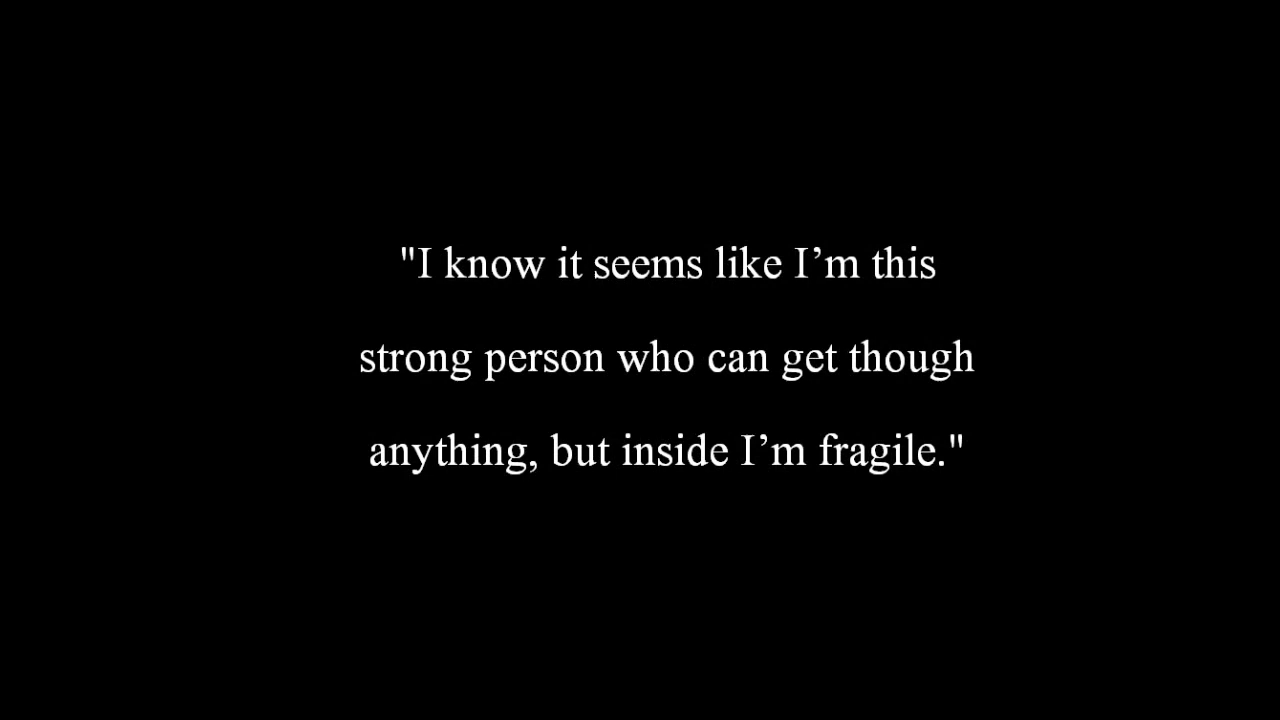 "I know it seems like I’m this
strong person who can get though
anything, but inside I’m fragile."